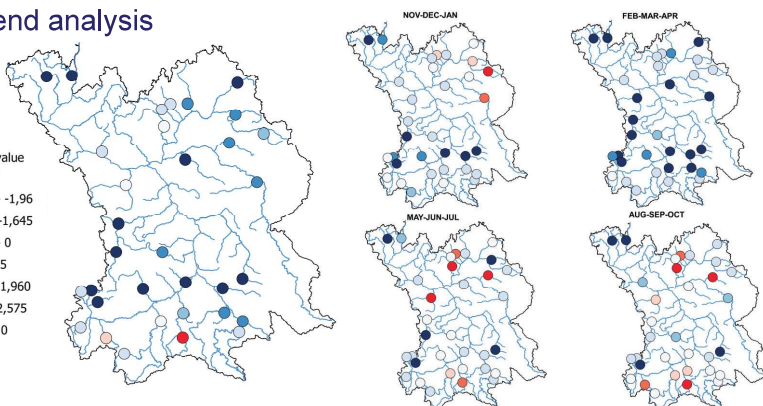 end analysis
NOV-DEC-JAN
FEB-MAR-APR
value
-1,96
-1,645
0
5
1,960
2,575
0
MAY-JUN-JUL
AUG-SEP-OCT